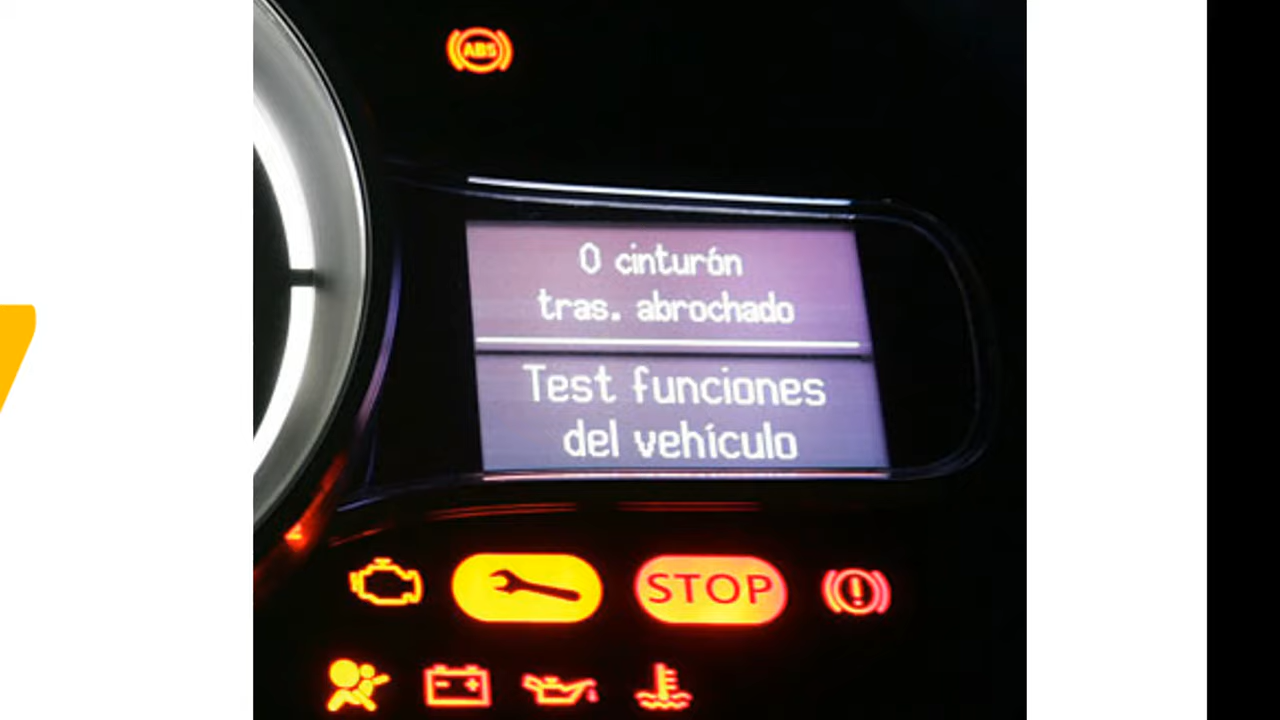 ABS
0 cinturón
tras. abrochado
Test funciones
del vehículo
STOP